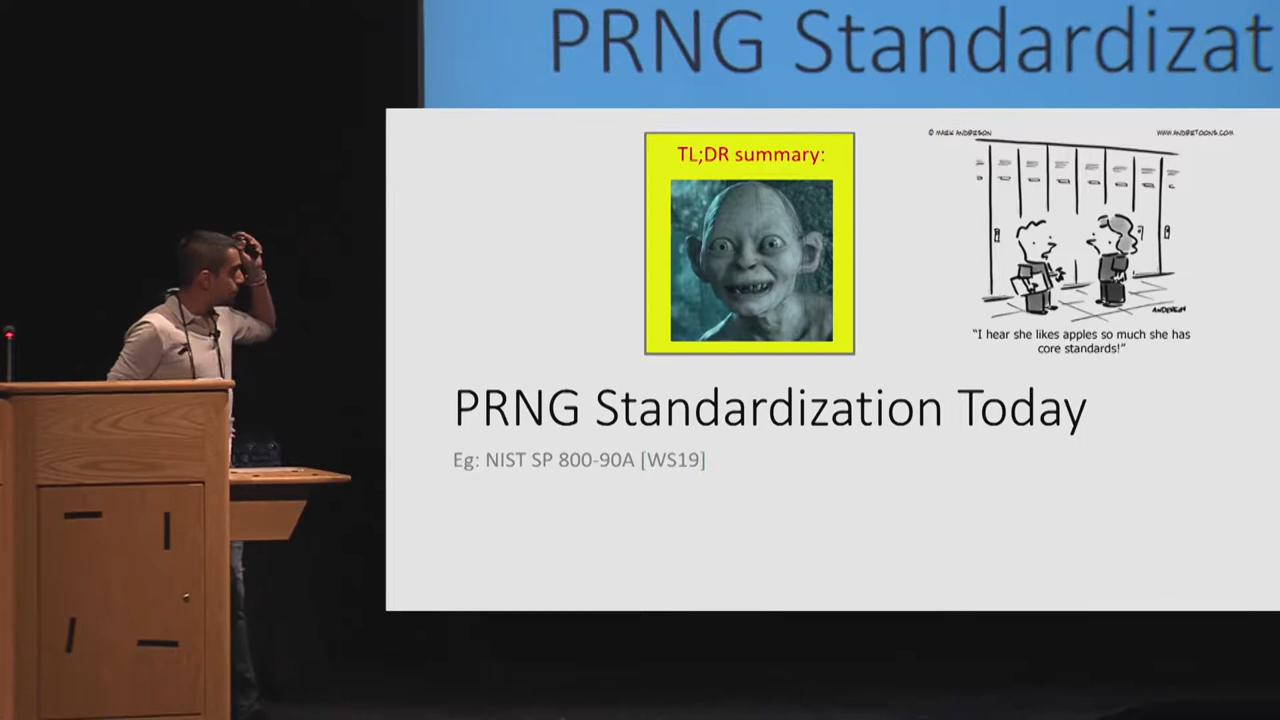 PRNG Standardizat
TL;DR summary:
© MARK ANDERSON
WWW.ANDERTOONS.COM
ANDERSON
"I hear she likes apples so much she has
core standards!"
PRNG Standardization Today
Eg: NIST SP 800-90A [WS19]